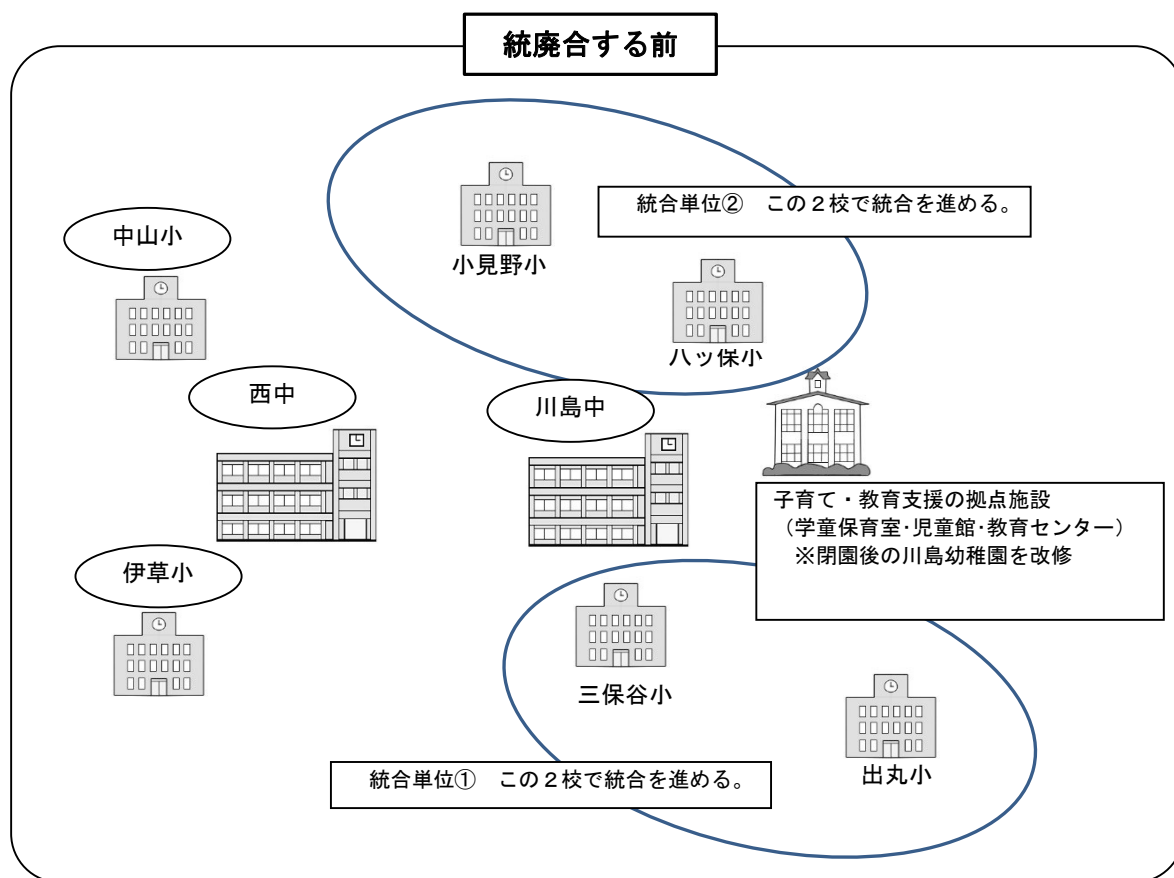 統廃合する前
統合単位② この２校で統合を進める。
中山小
小見野小
八ッ保小
西中
川島中
子育て・教育支援の拠点施設
（学童保育室･児童館･教育センター）
※閉園後の川島幼稚園を改修
伊草小
三保谷小
出丸小
統合単位① この２校で統合を進める。